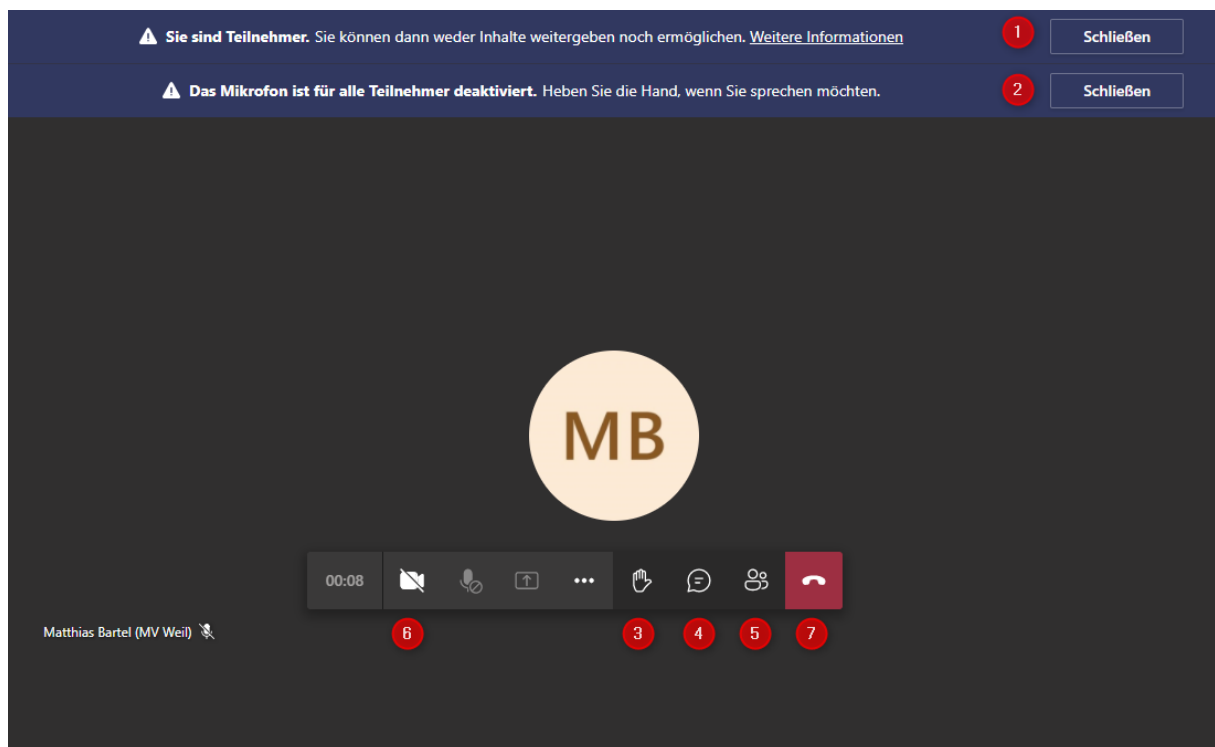 Sie sind Teilnehmer. Sie können dann weder Inhalte weitergeben noch ermöglichen. Weitere Informationen 1 Schließen
Das Mikrofon ist für alle Teilnehmer deaktiviert. Heben Sie die Hand, wenn Sie sprechen möchten. 2 Schließen
MB
00:08
Matthias Bartel (MV Weil) 6 3 4 5 7